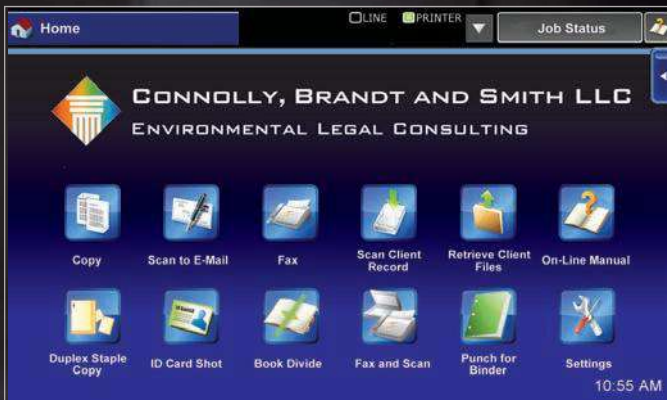 Home
LINE
PRINTER
Job Status
CONNOLLY, BRANDT AND SMITH LLC
ENVIRONMENTAL LEGAL CONSULTING
Copy
Scan to E-Mail
Fax
Scan Client
Record
Retrieve Client
Files
On-Line Manual
Duplex Staple
Copy
ID Card Shot
Book Divide
Fax and Scan
Punch for
Binder
Settings
10:55 AM